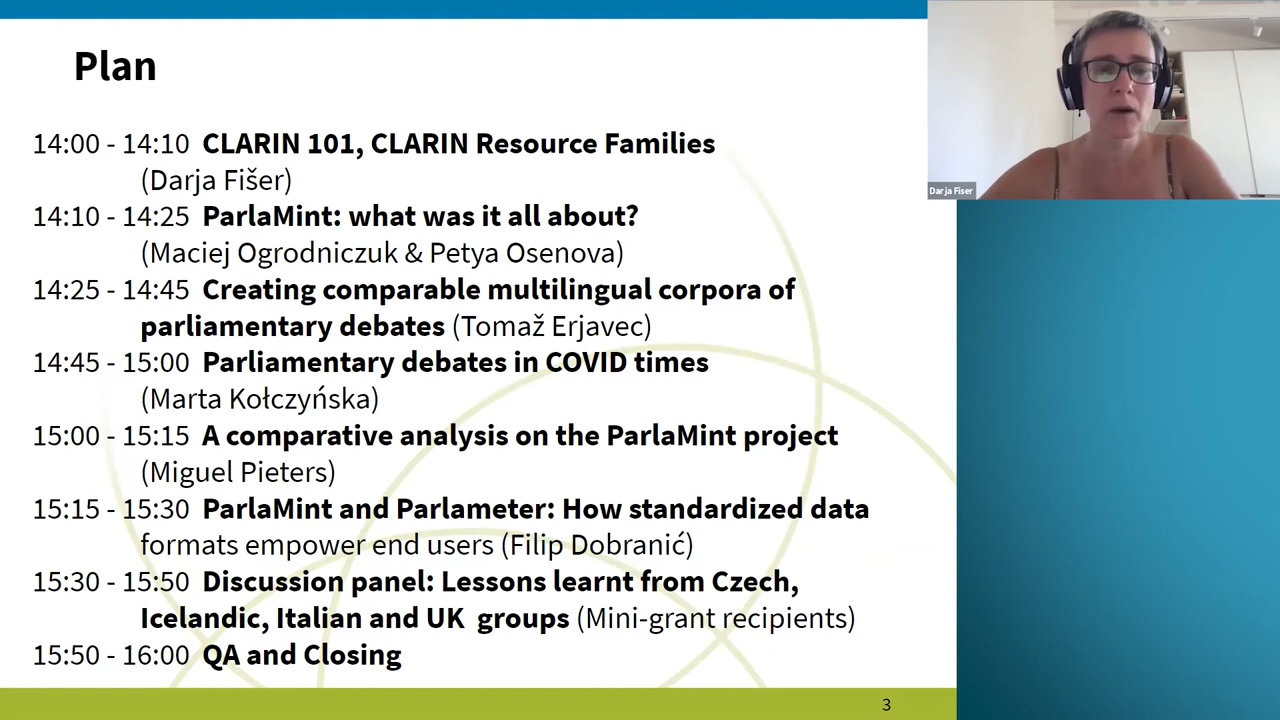 Plan
14:00 - 14:10 CLARIN 101, CLARIN Resource Families
(Darja Fišer)
14:10 - 14:25 ParlaMint: what was it all about?
(Maciej Ogrodniczuk & Petya Osenova)
14:25 - 14:45 Creating comparable multilingual corpora of
parliamentary debates (Tomaž Erjavec)
14:45 - 15:00 Parliamentary debates in COVID times
(Marta Kołczyńska)
15:00 - 15:15 A comparative analysis on the ParlaMint project
(Miguel Pieters)
15:15 - 15:30 ParlaMint and Parlameter: How standardized data
formats empower end users (Filip Dobranić)
15:30 - 15:50 Discussion panel: Lessons learnt from Czech,
Icelandic, Italian and UK groups (Mini-grant recipients)
15:50 - 16:00 QA and Closing
3
Darja Fiser